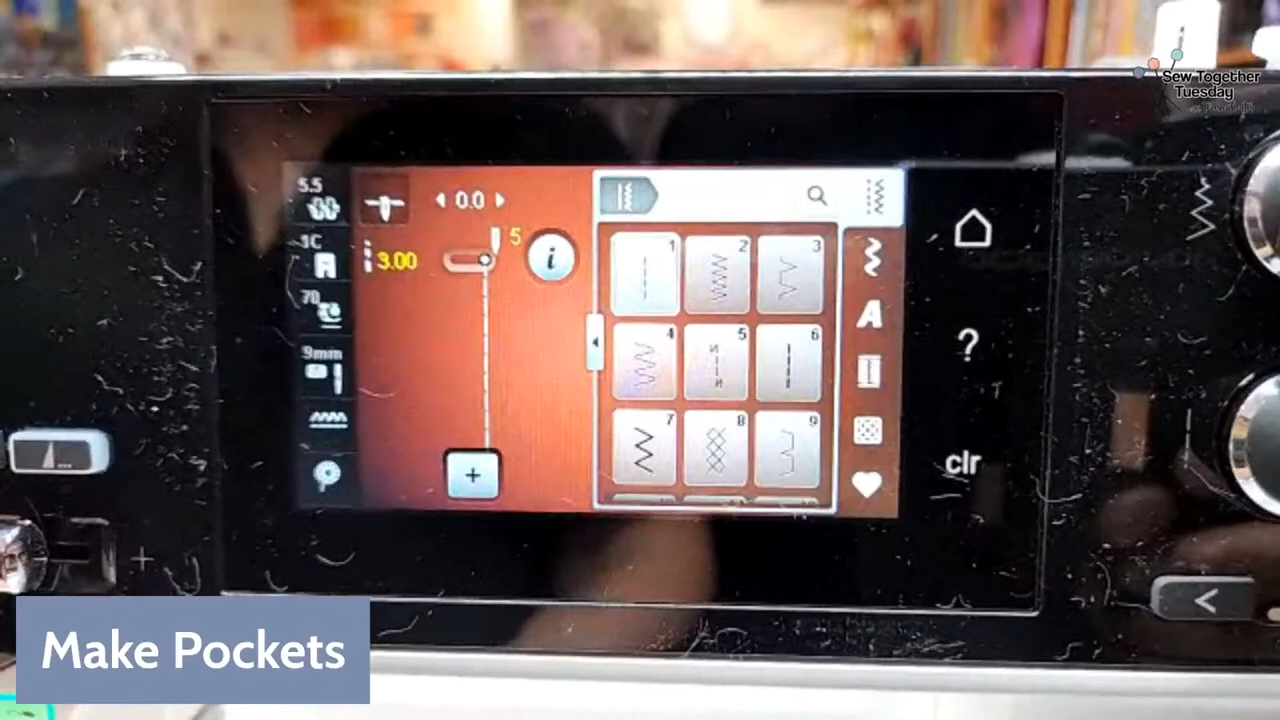 Sew Together
Tuesday
5.5
0.0
5
i
1C
3.00
1
2
3
A
70
4
5
6
?
9mm
7
8
9
clr
+
+
<
Make Pockets